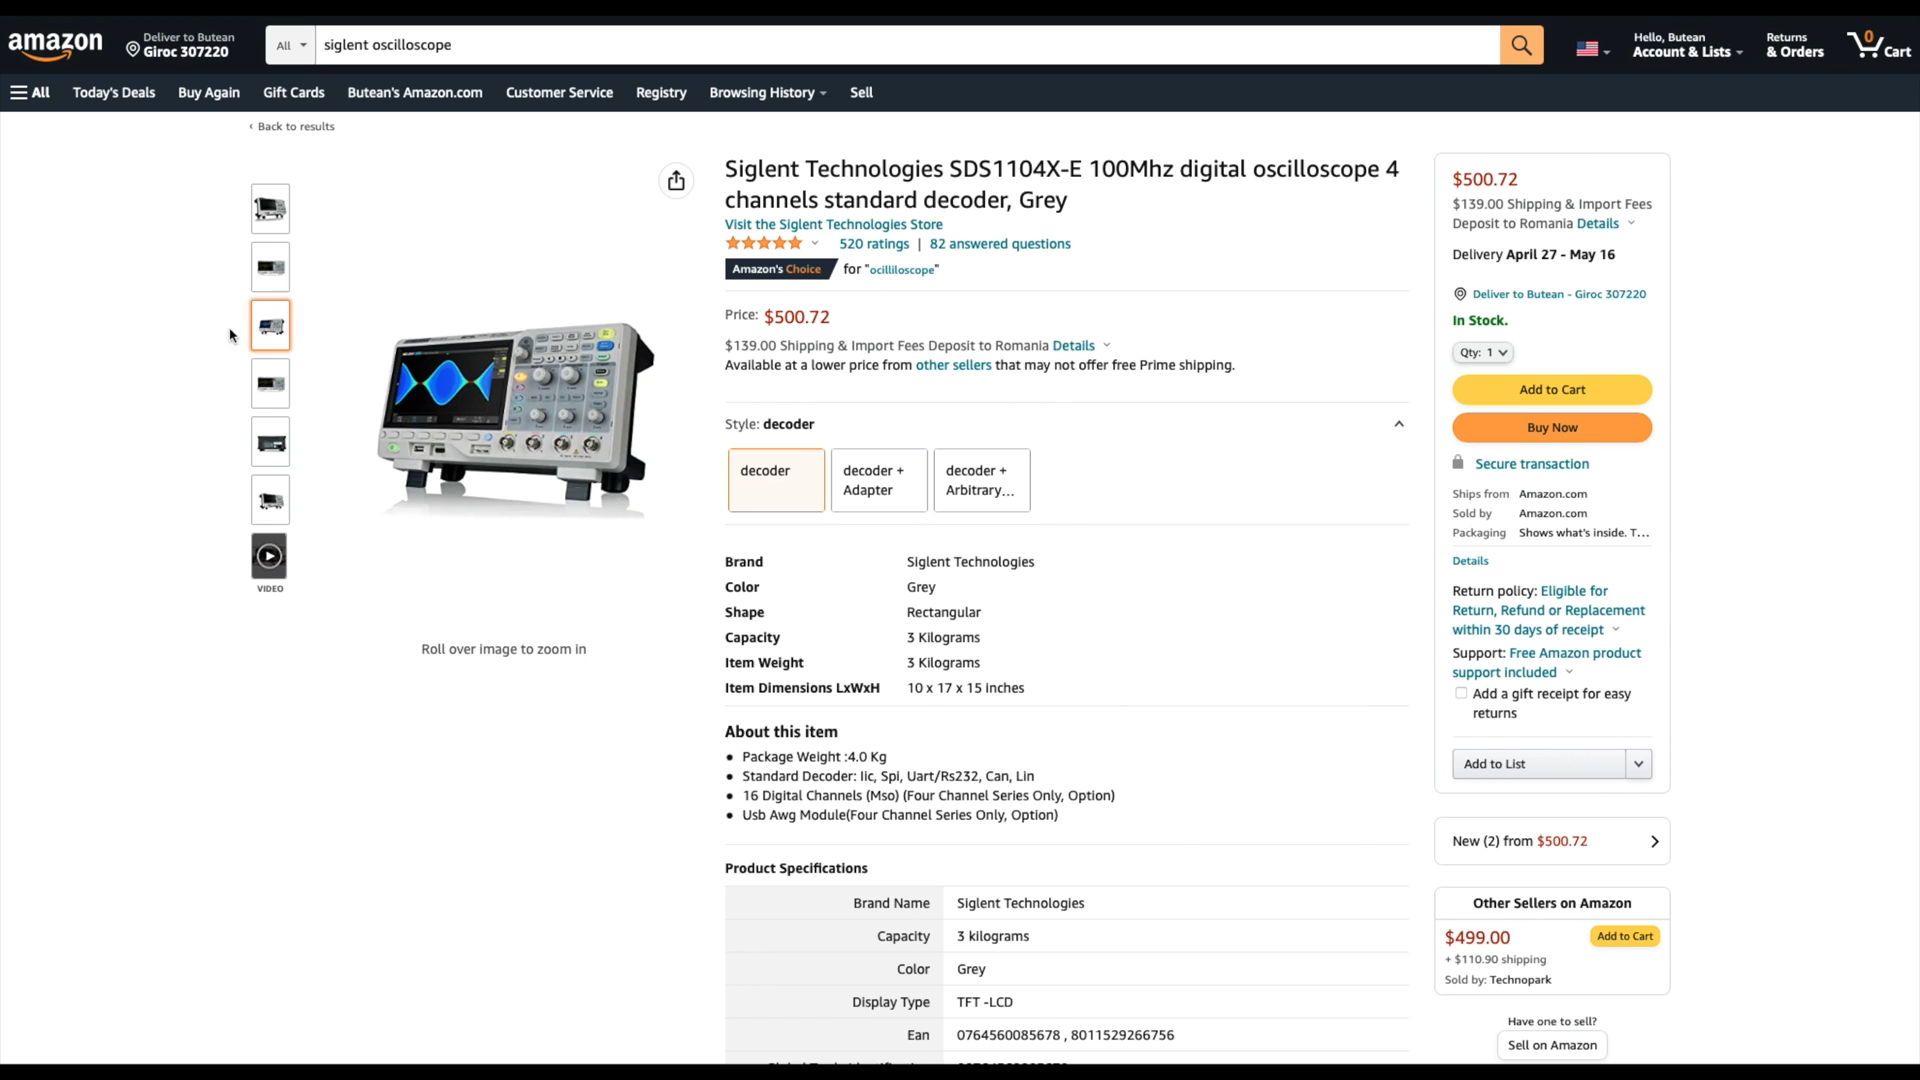 amazon
Deliver to Butean
Giroc 307220
All
siglent oscilloscope
Hello, Butean
Account & Lists
Returns
& Orders
0
Cart
All
Today's Deals
Buy Again
Gift Cards
Butean's Amazon.com
Customer Service
Registry
Browsing History
Sell
‹ Back to results
VIDEO
Roll over image to zoom in
Siglent Technologies SDS1104X-E 100Mhz digital oscilloscope 4
channels standard decoder, Grey
Visit the Siglent Technologies Store
520 ratings | 82 answered questions
Amazon's Choice for "ocilliloscope"
Price: $500.72
$139.00 Shipping & Import Fees Deposit to Romania Details
Available at a lower price from other sellers that may not offer free Prime shipping.
Style: decoder
decoder
decoder +
Adapter
decoder +
Arbitrary...
Brand Siglent Technologies
Color Grey
Shape Rectangular
Capacity 3 Kilograms
Item Weight 3 Kilograms
Item Dimensions LxWxH 10 x 17 x 15 inches
About this item
• Package Weight :4.0 Kg
• Standard Decoder: Iic, Spi, Uart/Rs232, Can, Lin
• 16 Digital Channels (Mso) (Four Channel Series Only, Option)
• Usb Awg Module(Four Channel Series Only, Option)
Product Specifications
Brand Name Siglent Technologies
Capacity 3 kilograms
Color Grey
Display Type TFT -LCD
Ean 0764560085678 , 8011529266756
$500.72
$139.00 Shipping & Import Fees
Deposit to Romania Details
Delivery April 27 - May 16
Deliver to Butean - Giroc 307220
In Stock.
Qty: 1
Add to Cart
Buy Now
Secure transaction
Ships from Amazon.com
Sold by Amazon.com
Packaging Shows what's inside. T...
Details
Return policy: Eligible for
Return, Refund or Replacement
within 30 days of receipt
Support: Free Amazon product
support included
Add a gift receipt for easy
returns
Add to List
New (2) from $500.72
Other Sellers on Amazon
$499.00
Add to Cart
+ $110.90 shipping
Sold by: Technopark
Have one to sell?
Sell on Amazon